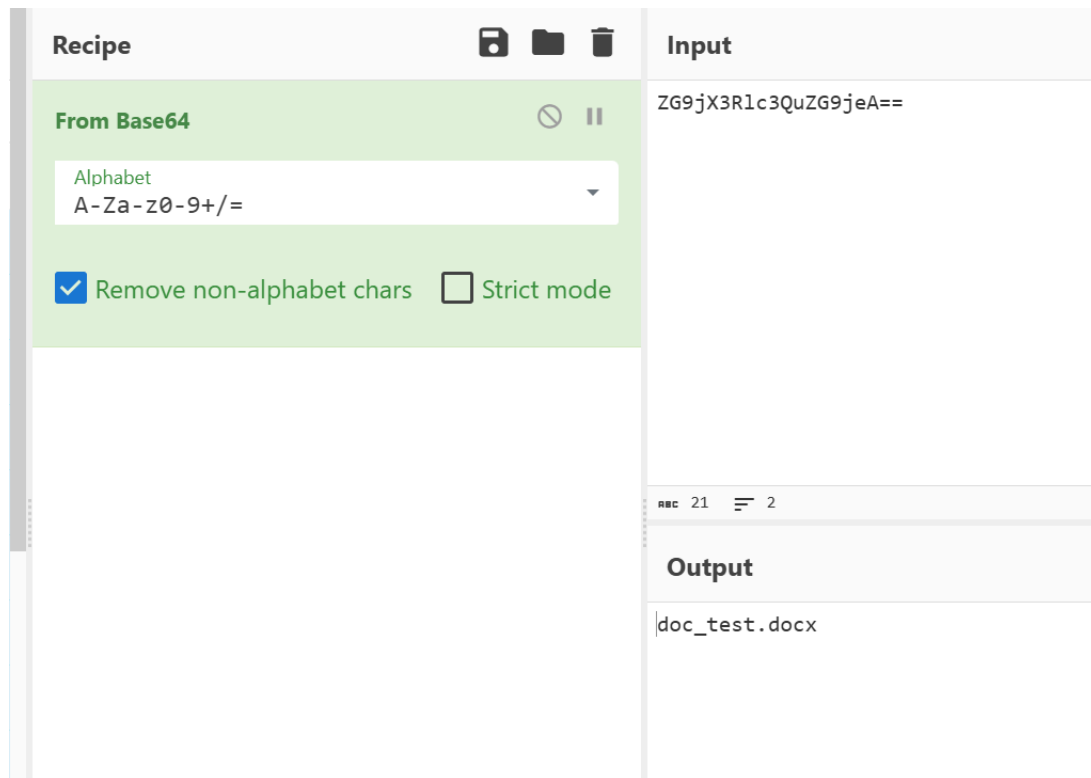 Recipe
From Base64
Alphabet
A-Za-z0-9+/=
Remove non-alphabet chars
Strict mode
Input
ZG9jX3Rlc3QuZG9jeA==
ABC 21 2
Output
doc_test.docx